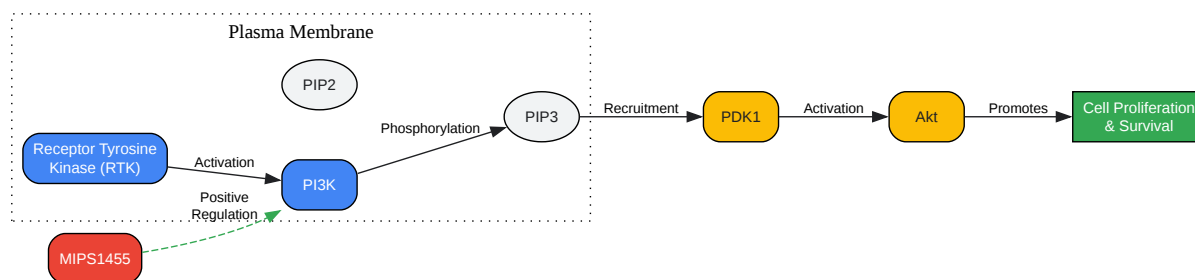 Plasma Membrane
PIP2
PIP3
Phosphorylation
Receptor Tyrosine
Kinase (RTK)
Activation
PI3K
Positive
Regulation
MIPS1455
Recruitment
PDK1
Activation
Akt
Promotes
Cell Proliferation
& Survival